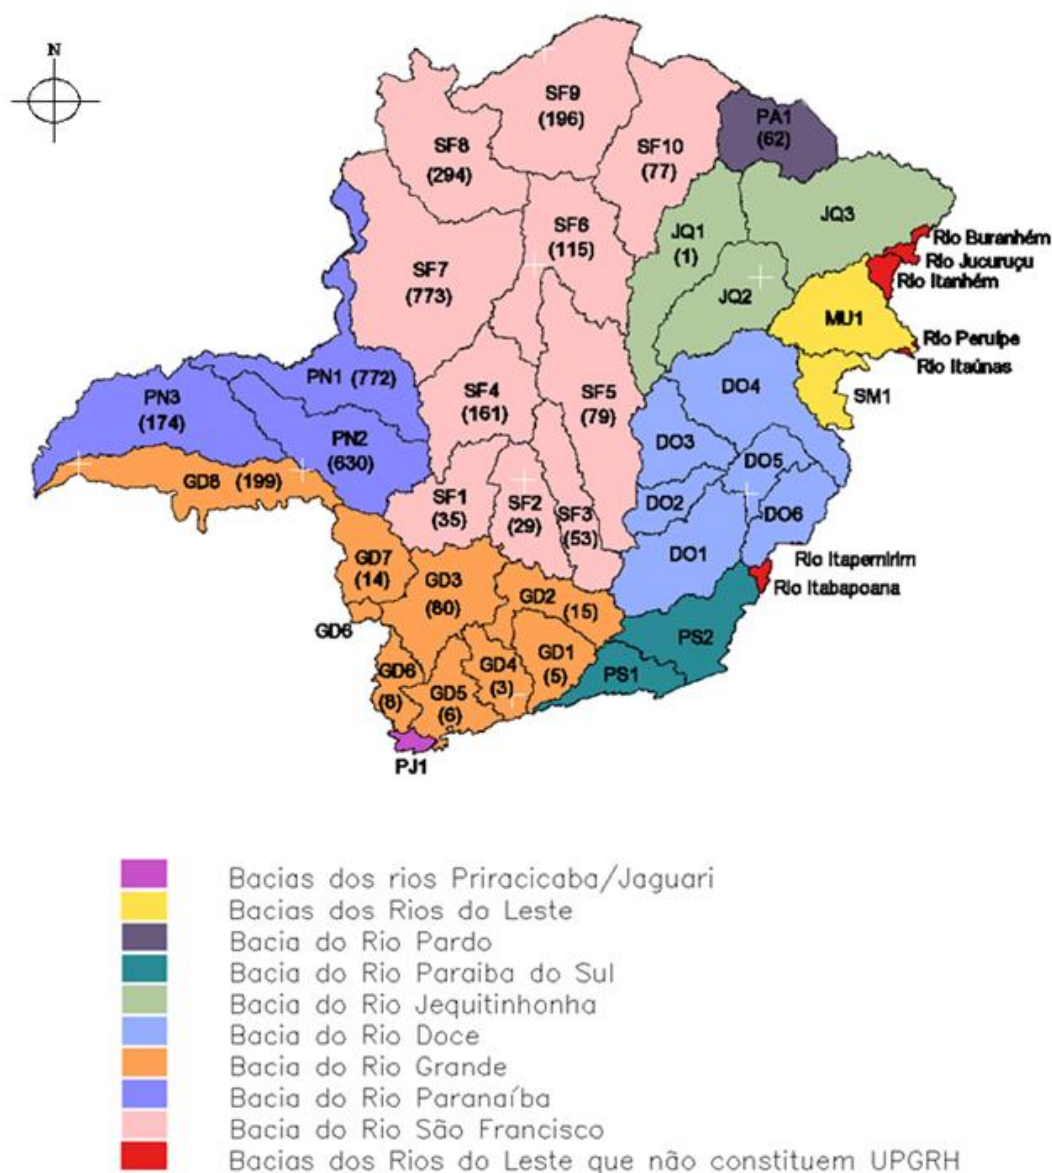 N
SF9
(196)
PA1
(62)
SF8
(294)
SF10
(77)
JQ3
SF6
(115)
JQ1
(1)
Rio Buranhém
Rio Jucuruçu
Rio Itanhém
SF7
(773)
JQ2
MU1
Rio Peruípe
Rio Itaúnas
PN1 (772)
PN3
(174)
DO4
SF4
(161)
SF5
(79)
SM1
PN2
(630)
DO3
DO5
GD8 (199)
SF1
(35)
SF2
(29)
SF3
(53)
DO2
DO6
DO1
Rio Itapemirim
GD7
(14)
GD3
(80)
GD2 (15)
Rio Itabapoana
GD6
PS2
GD6
(8)
GD5
(6)
GD4
(3)
GD1
(5)
PS1
PJ1
Bacias dos rios Priracicaba/Jaguari
Bacias dos Rios do Leste
Bacia do Rio Pardo
Bacia do Rio Paraiba do Sul
Bacia do Rio Jequitinhonha
Bacia do Rio Doce
Bacia do Rio Grande
Bacia do Rio Paranaíba
Bacia do Rio São Francisco
Bacias dos Rios do Leste que não constituem UPGRH